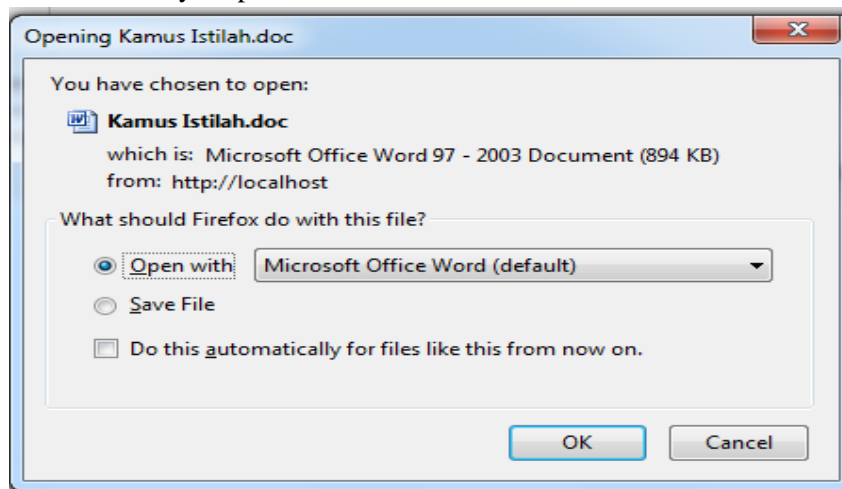 Opening Kamus Istilah.doc
You have chosen to open:
Kamus Istilah.doc
which is: Microsoft Office Word 97 - 2003 Document (894 KB)
from: http://localhost
What should Firefox do with this file?
Open with Microsoft Office Word (default)
Save File
Do this automatically for files like this from now on.
OK Cancel